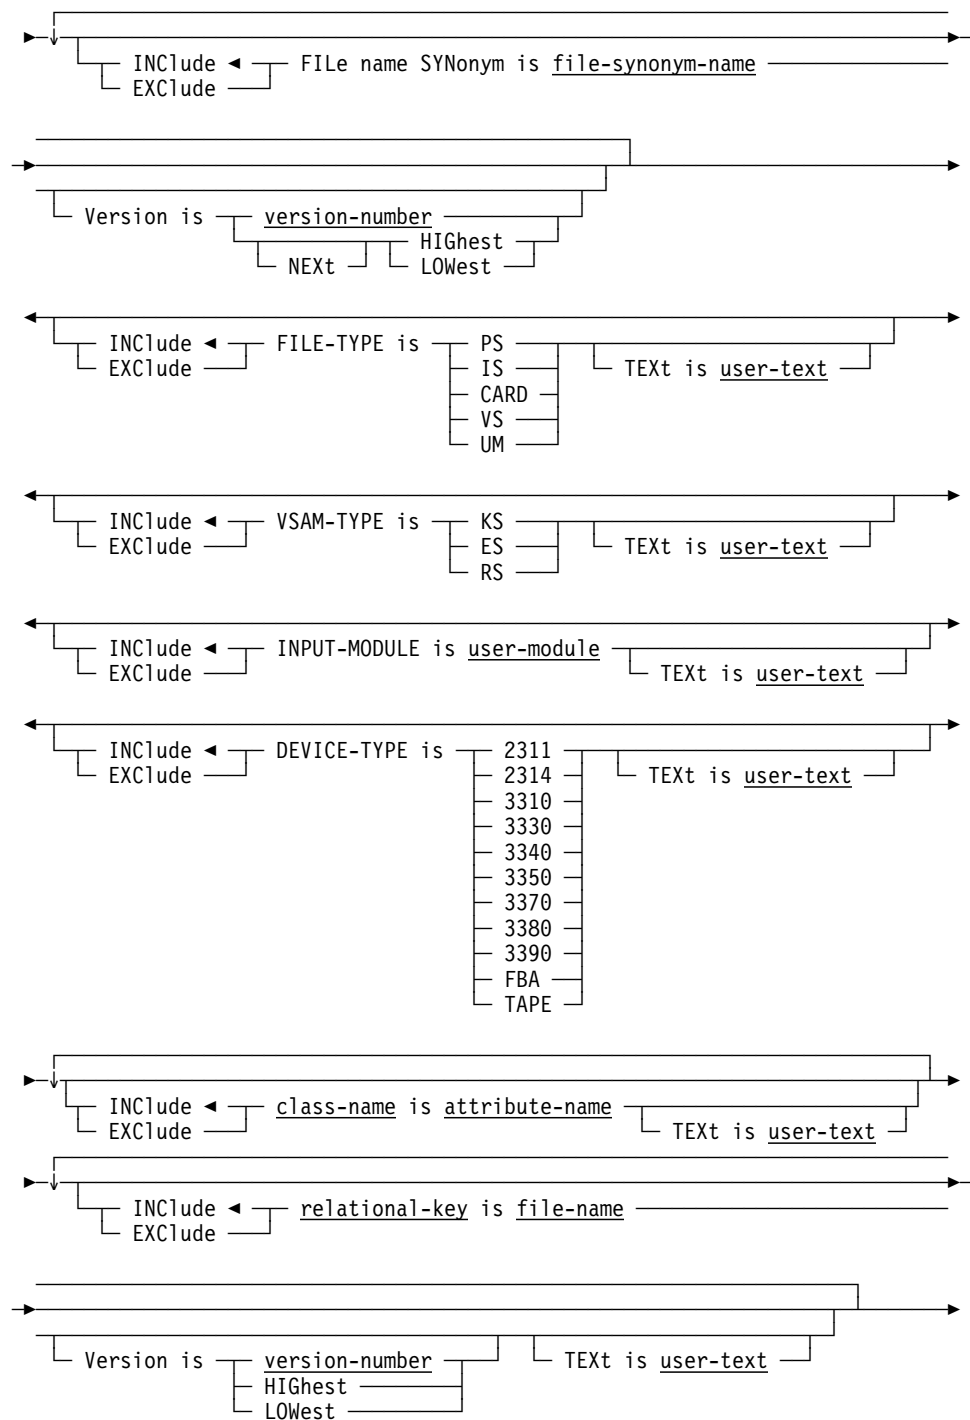 INClude FILe name SYNonym is file-synonym-name
EXClude
Version is version-number
HIGhest
NEXt LOWest
INClude FILE-TYPE is PS
EXClude IS TEXt is user-text
CARD
VS
UM
INClude VSAM-TYPE is KS
EXClude ES TEXt is user-text
RS
INClude INPUT-MODULE is user-module
EXClude TEXt is user-text
INClude DEVICE-TYPE is 2311
EXClude 2314 TEXt is user-text
3310
3330
3340
3350
3370
3380
3390
FBA
TAPE
INClude class-name is attribute-name
EXClude TEXt is user-text
INClude relational-key is file-name
EXClude
Version is version-number TEXt is user-text
HIGhest
LOWest